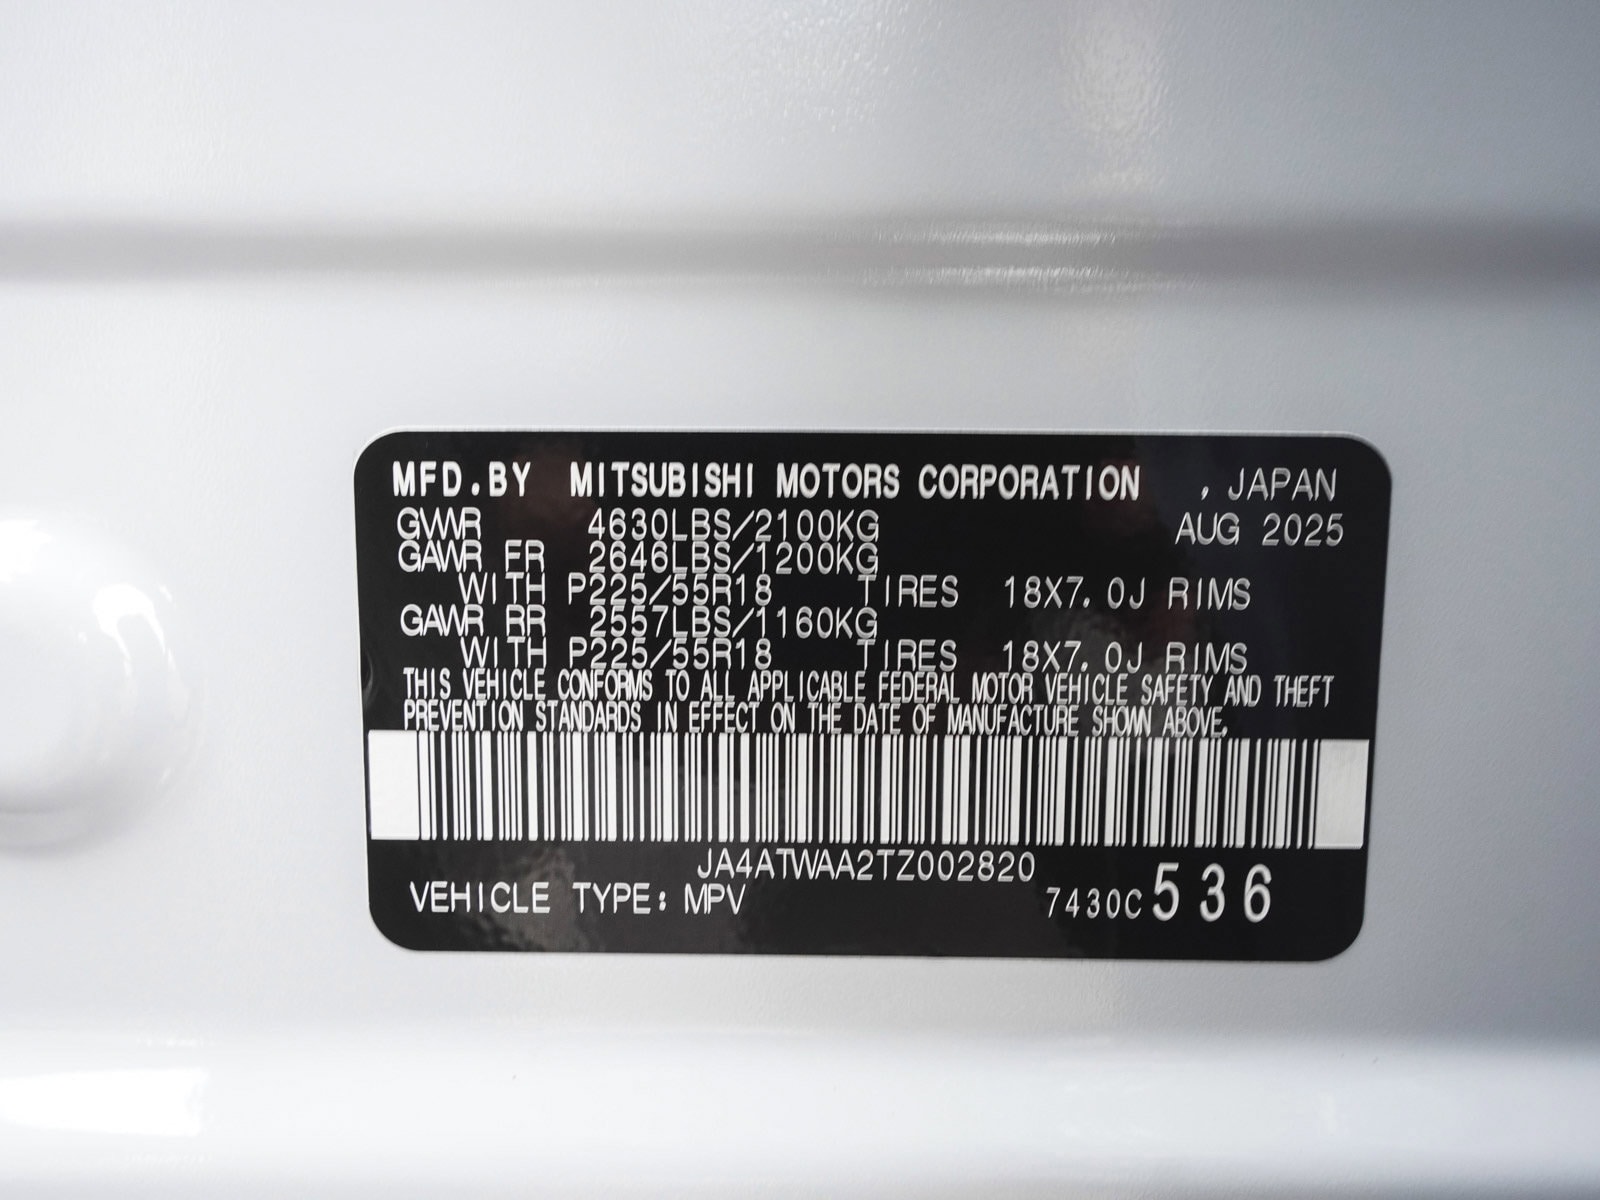 MFD.BY MITSUBISHI MOTORS CORPORATION , JAPAN
GVWR 4630LBS/2100KG AUG 2025
GAWR FR 2646LBS/1200KG
WITH P225/55R18 TIRES 18X7.0J RIMS
GAWR RR 2557LBS/1160KG
WITH P225/55R18 TIRES 18X7.0J RIMS
THIS VEHICLE CONFORMS TO ALL APPLICABLE FEDERAL MOTOR VEHICLE SAFETY AND THEFT
PREVENTION STANDARDS IN EFFECT ON THE DATE OF MANUFACTURE SHOWN ABOVE.
JA4ATWAA2TZ002820
VEHICLE TYPE: MPV 7430C 536